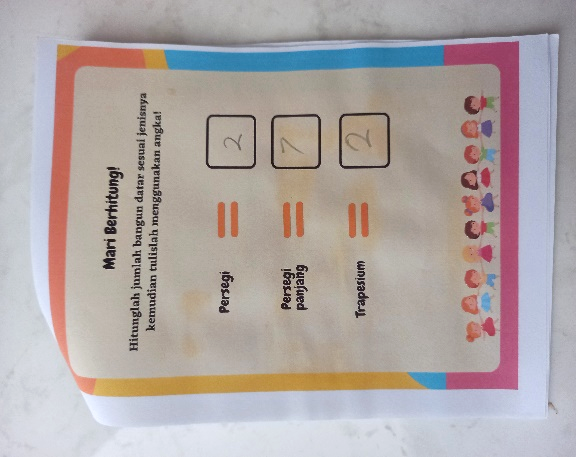 Mari Berhitung!
Hitunglah jumlah bangun datar sesuai jenisnya
kemudian tulislah menggunakan angka!
Persegi = 2
Persegi
panjang = 7
Trapesium = 2